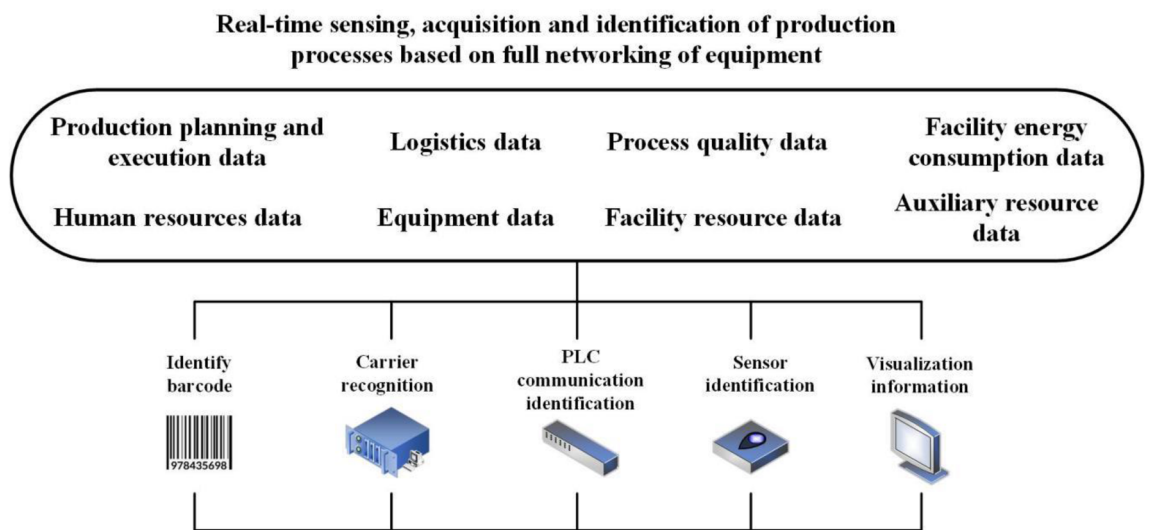 Real-time sensing, acquisition and identification of production
processes based on full networking of equipment
Production planning and
execution data
Logistics data
Process quality data
Facility energy
consumption data
Human resources data
Equipment data
Facility resource data
Auxiliary resource
data
Identify
barcode
Carrier
recognition
PLC
communication
identification
Sensor
identification
Visualization
information
978435698